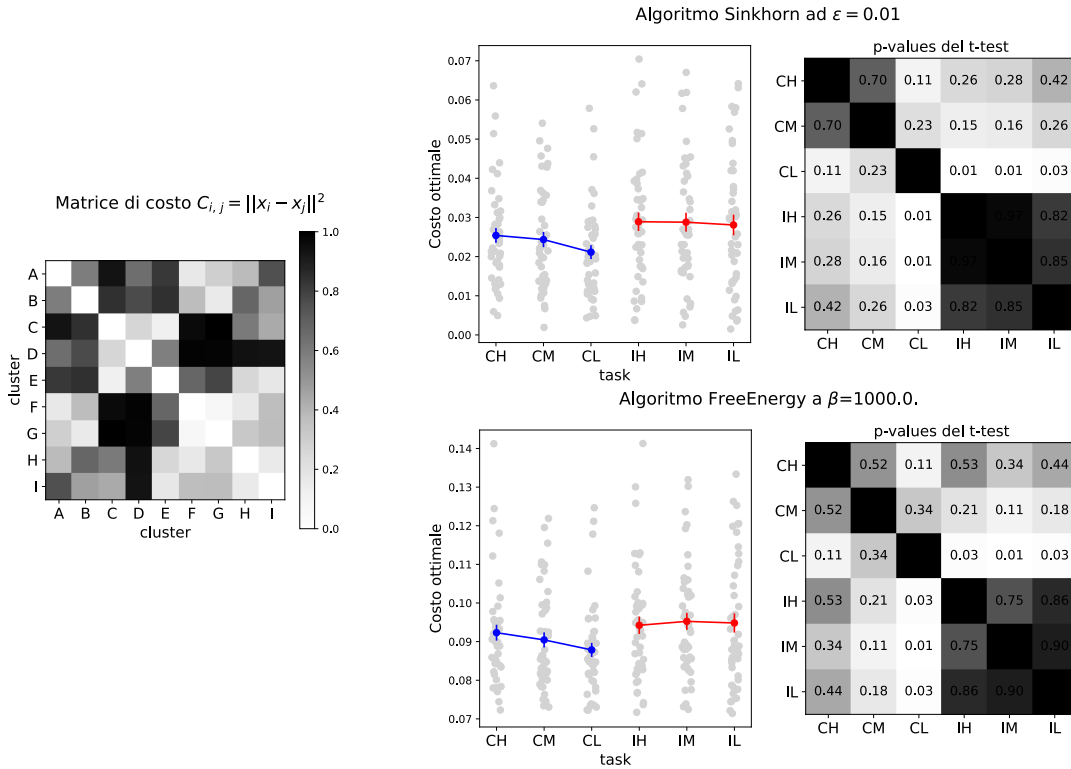 Matrice di costo C_{i, j} = ||x_i − x_j||^2
cluster
A
B
C
D
E
F
G
H
I
A B C D E F G H I
cluster
1.0
0.8
0.6
0.4
0.2
0.0
Algoritmo Sinkhorn ad ε = 0.01
Costo ottimale
0.07
0.06
0.05
0.04
0.03
0.02
0.01
0.00
CH CM CL IH IM IL
task
p-values del t-test
CH 0.70 0.11 0.26 0.28 0.42
CM 0.70 0.23 0.15 0.16 0.26
CL 0.11 0.23 0.01 0.01 0.03
IH 0.26 0.15 0.01 0.97 0.82
IM 0.28 0.16 0.01 0.97 0.85
IL 0.42 0.26 0.03 0.82 0.85
CH CM CL IH IM IL
Algoritmo FreeEnergy a β=1000.0.
Costo ottimale
0.14
0.13
0.12
0.11
0.10
0.09
0.08
0.07
CH CM CL IH IM IL
task
p-values del t-test
CH 0.52 0.11 0.53 0.34 0.44
CM 0.52 0.34 0.21 0.11 0.18
CL 0.11 0.34 0.03 0.01 0.03
IH 0.53 0.21 0.03 0.75 0.86
IM 0.34 0.11 0.01 0.75 0.90
IL 0.44 0.18 0.03 0.86 0.90
CH CM CL IH IM IL